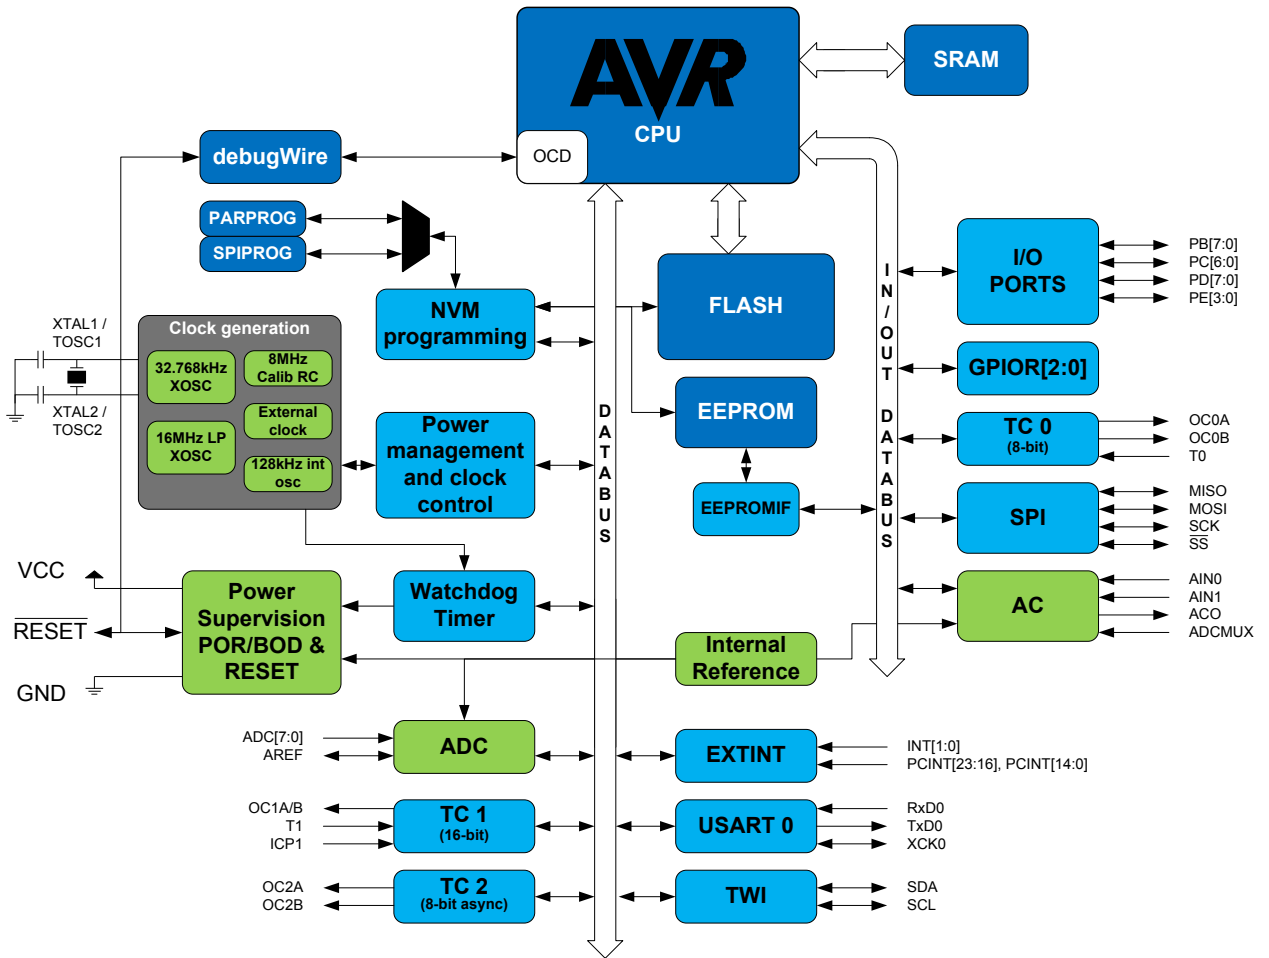 AVR
CPU
OCD
SRAM
debugWire
PARPROG
SPIPROG
NVM
programming
FLASH
I/O
PORTS
PB[7:0]
PC[6:0]
PD[7:0]
PE[3:0]
GPIOR[2:0]
XTAL1 /
TOSC1
XTAL2 /
TOSC2
Clock generation
32.768kHz
XOSC
8MHz
Calib RC
External
clock
16MHz LP
XOSC
128kHz int
osc
Power
management
and clock
control
DATABUS
EEPROM
EEPROMIF
IN/OUT DATABUS
TC 0
(8-bit)
OC0A
OC0B
T0
SPI
MISO
MOSI
SCK
SS
AC
AIN0
AIN1
ACO
ADCMUX
VCC
RESET
GND
Power
Supervision
POR/BOD &
RESET
Watchdog
Timer
Internal
Reference
ADC[7:0]
AREF
ADC
EXTINT
INT[1:0]
PCINT[23:16], PCINT[14:0]
OC1A/B
T1
ICP1
TC 1
(16-bit)
USART 0
RxD0
TxD0
XCK0
OC2A
OC2B
TC 2
(8-bit async)
TWI
SDA
SCL